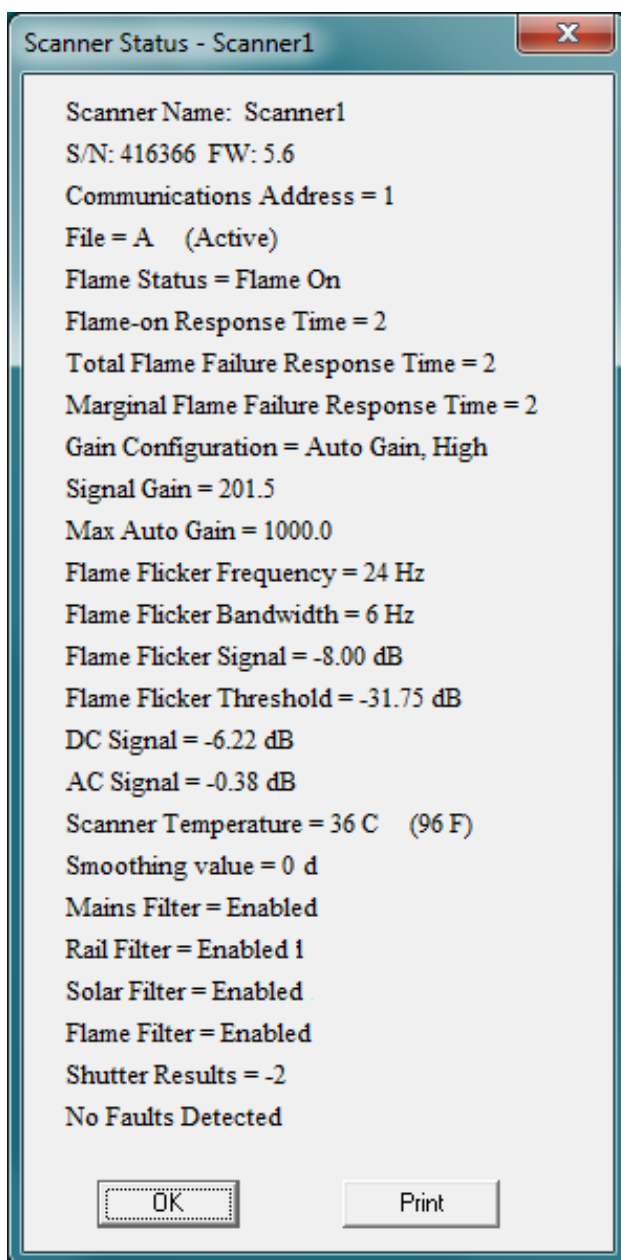 Scanner Status - Scanner1
Scanner Name: Scanner1
S/N: 416366 FW: 5.6
Communications Address = 1
File = A (Active)
Flame Status = Flame On
Flame-on Response Time = 2
Total Flame Failure Response Time = 2
Marginal Flame Failure Response Time = 2
Gain Configuration = Auto Gain, High
Signal Gain = 201.5
Max Auto Gain = 1000.0
Flame Flicker Frequency = 24 Hz
Flame Flicker Bandwidth = 6 Hz
Flame Flicker Signal = -8.00 dB
Flame Flicker Threshold = -31.75 dB
DC Signal = -6.22 dB
AC Signal = -0.38 dB
Scanner Temperature = 36 C (96 F)
Smoothing value = 0 d
Mains Filter = Enabled
Rail Filter = Enabled
Solar Filter = Enabled
Flame Filter = Enabled
Shutter Results = -2
No Faults Detected
OK Print